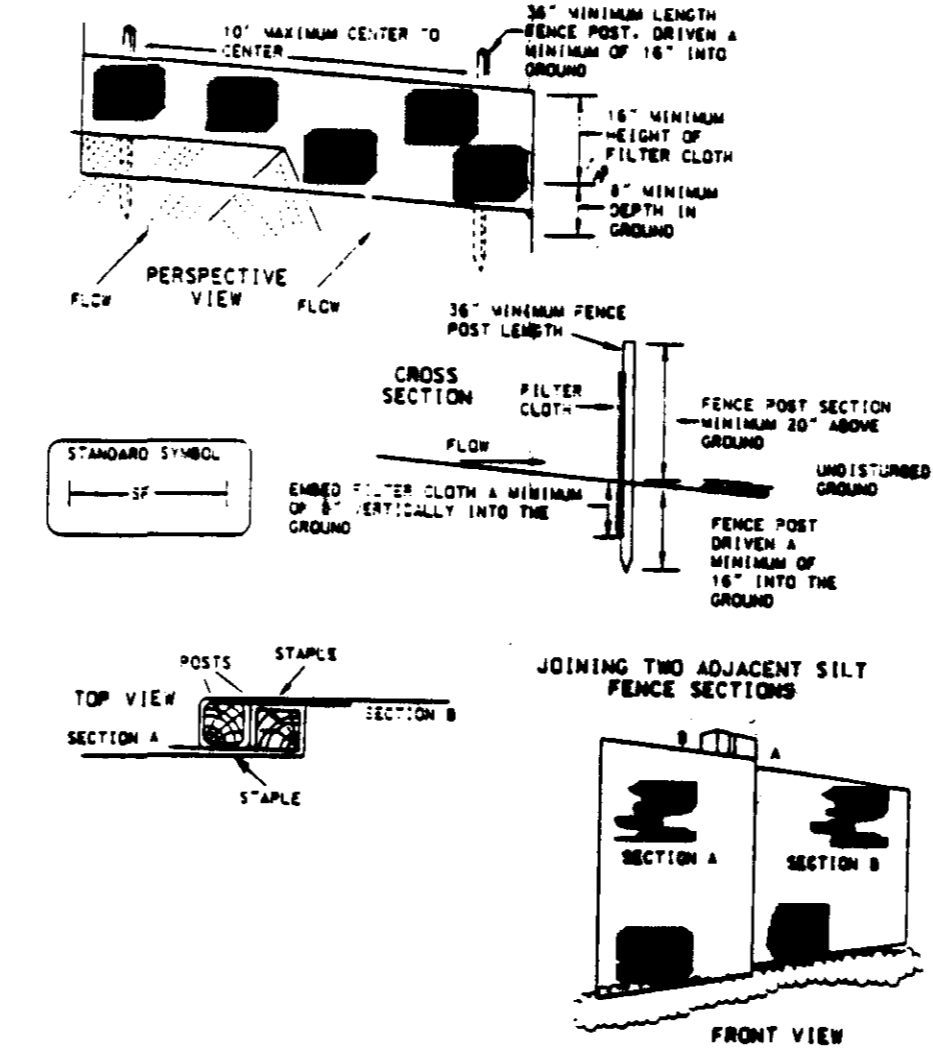 10' MAXIMUM CENTER TO
CENTER
36" MINIMUM LENGTH
FENCE POST, DRIVEN A
MINIMUM OF 16" INTO
GROUND
16" MINIMUM
HEIGHT OF
FILTER CLOTH
8" MINIMUM
DEPTH IN
GROUND
FLOW
PERSPECTIVE
VIEW
FLOW
36" MINIMUM FENCE
POST LENGTH
CROSS
SECTION
FILTER
CLOTH
FENCE POST SECTION
MINIMUM 20" ABOVE
GROUND
STANDARD SYMBOL
SF
FLOW
UNDISTURBED
GROUND
EMBED FILTER CLOTH A MINIMUM
OF 8" VERTICALLY INTO THE
GROUND
FENCE POST
DRIVEN A
MINIMUM OF
16" INTO THE
GROUND
POSTS
STAPLE
TOP VIEW
SECTION B
SECTION A
STAPLE
JOINING TWO ADJACENT SILT
FENCE SECTIONS
B
A
SECTION A
SECTION B
FRONT VIEW